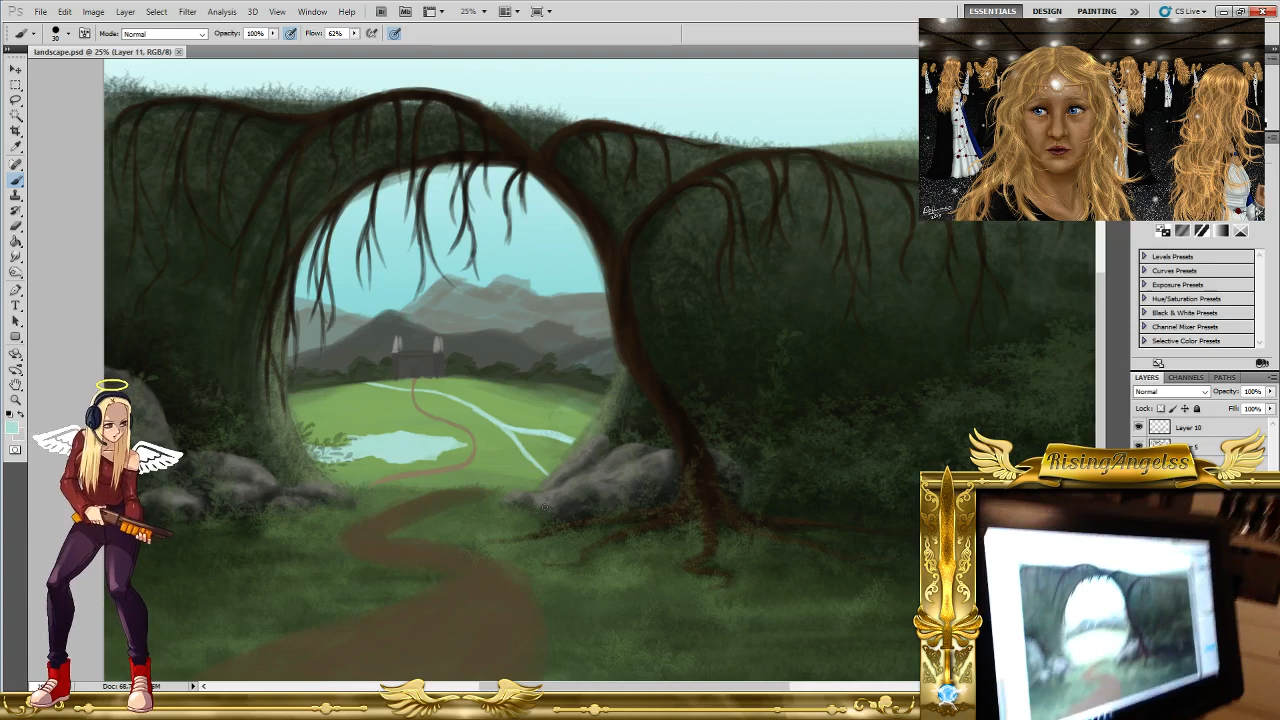 Ps File Edit Image Layer Select Filter Analysis 3D View Window Help Br Mb 25% ESSENTIALS DESIGN PAINTING CS Live
30 Mode: Normal Opacity: 100% Flow: 62%
landscape.psd @ 25% (Layer 11, RGB/8)
Levels Presets
Curves Presets
Exposure Presets
Hue/Saturation Presets
Black & White Presets
Channel Mixer Presets
Selective Color Presets
LAYERS CHANNELS PATHS
Normal Opacity: 100%
Lock: Fill: 100%
Layer 10
RisingAngelss